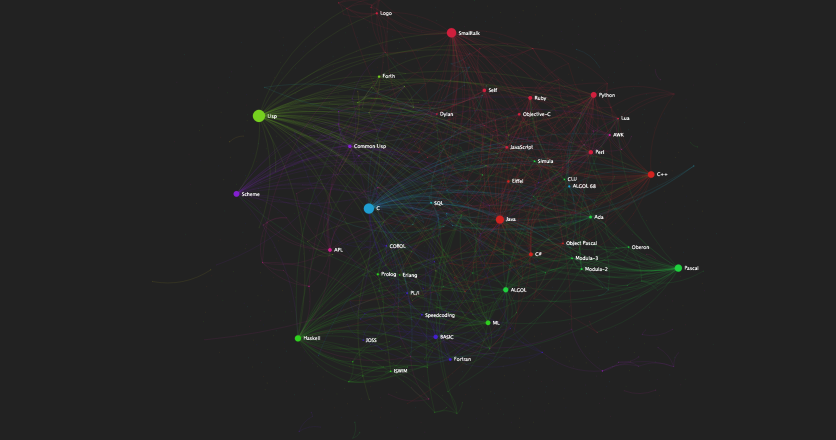 Logo
Smalltalk
Forth
Self
Python
Ruby
Lisp
Dylan
Objective-C
Lua
AWK
Common Lisp
JavaScript
Perl
Simula
C++
CLU
Eiffel
ALGOL 68
Scheme
SQL
C
Java
Ada
COBOL
Object Pascal
Oberon
APL
C#
Modula-3
Pascal
Modula-2
Prolog
Erlang
PL/I
ALGOL
Speedcoding
ML
BASIC
Haskell
JOSS
Fortran
ISWIM